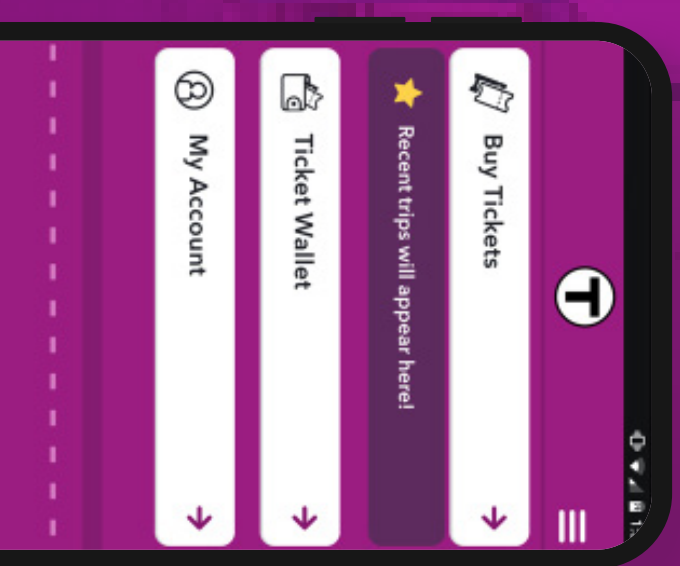 T
Buy Tickets
Recent trips will appear here!
Ticket Wallet
My Account